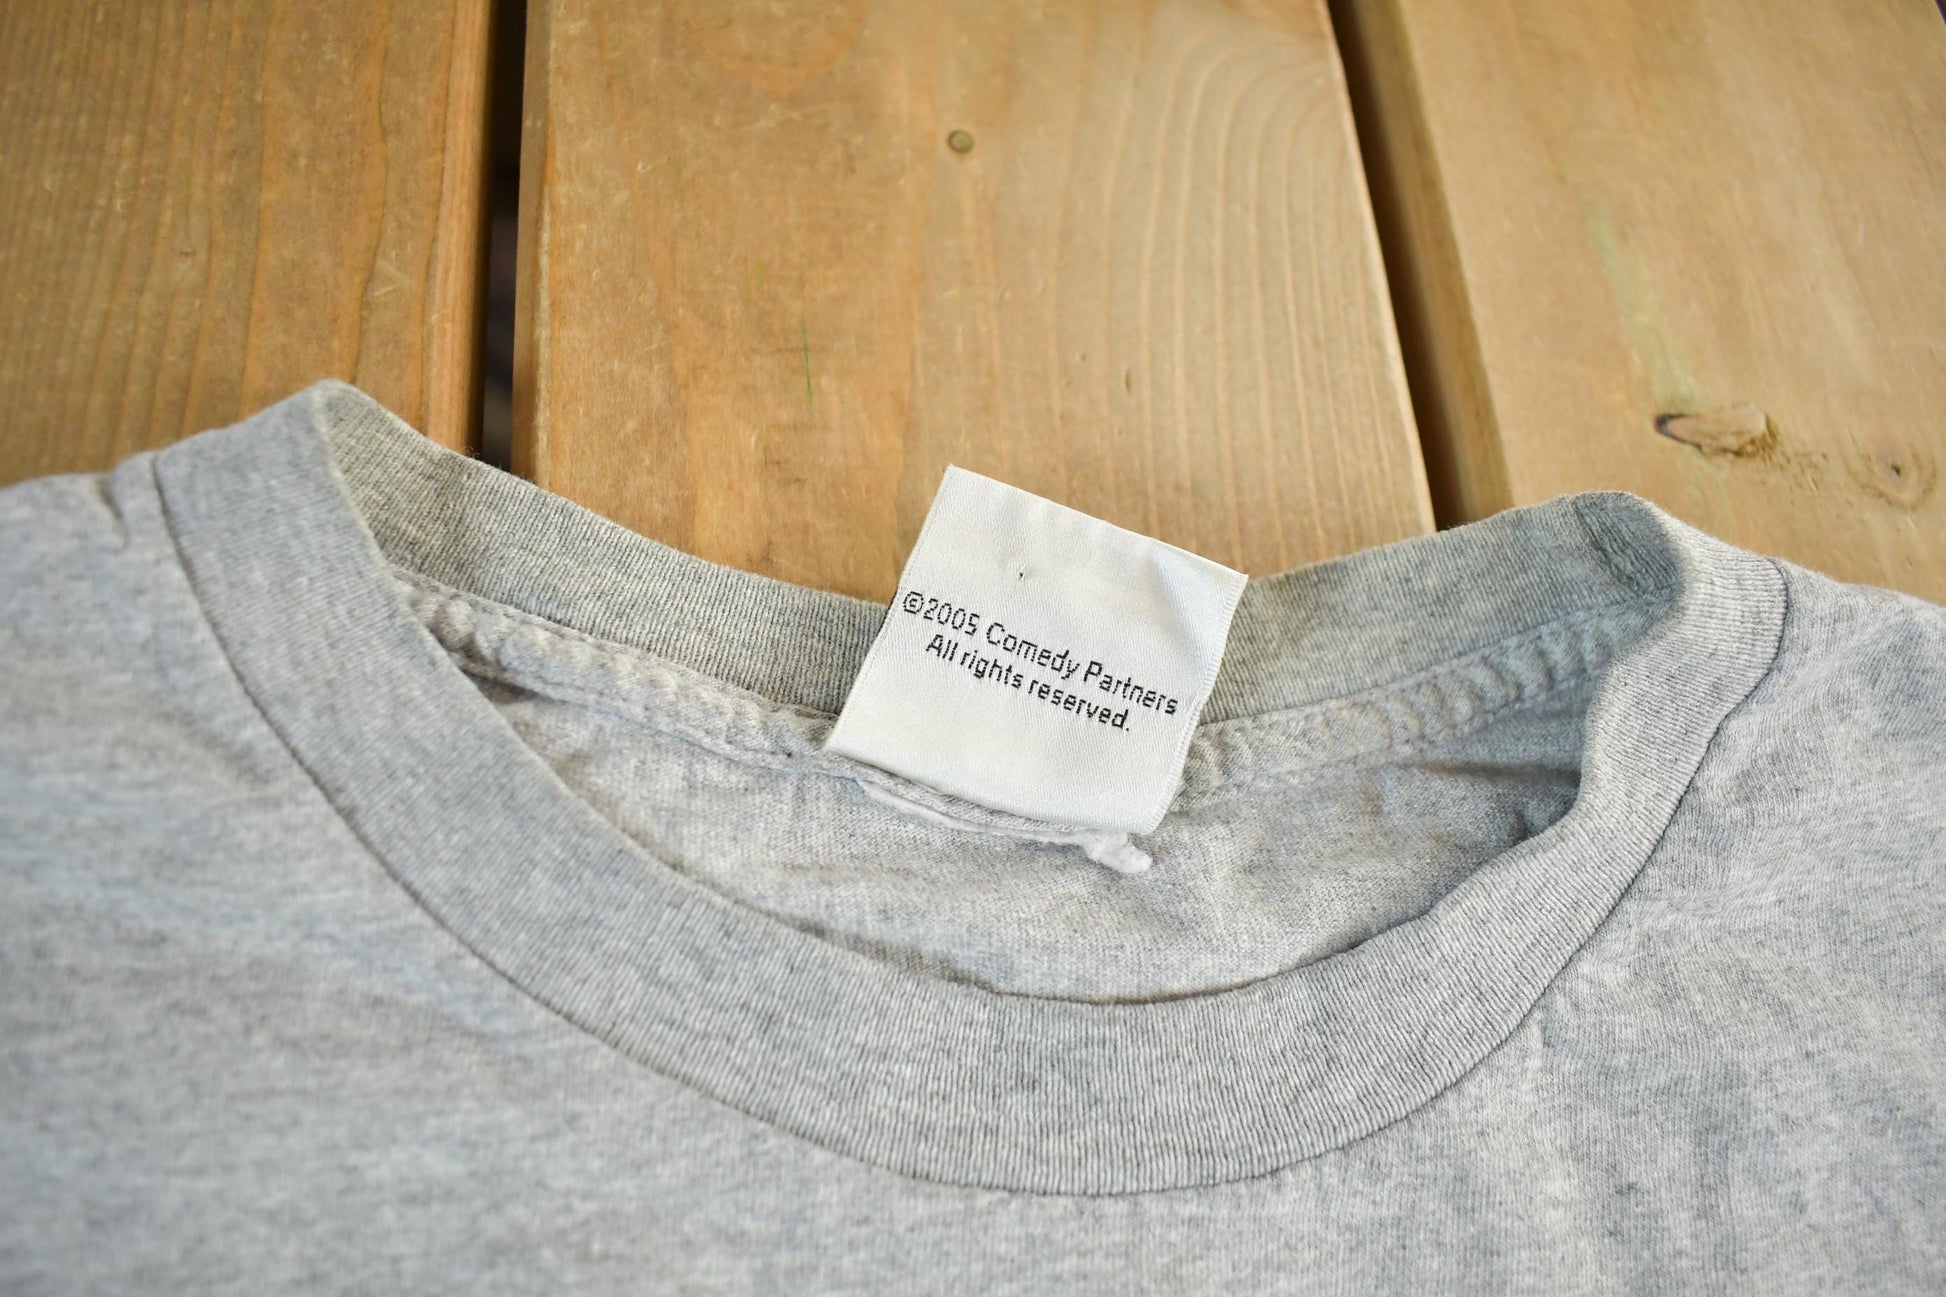 ©2005 Comedy Partners
All rights reserved.